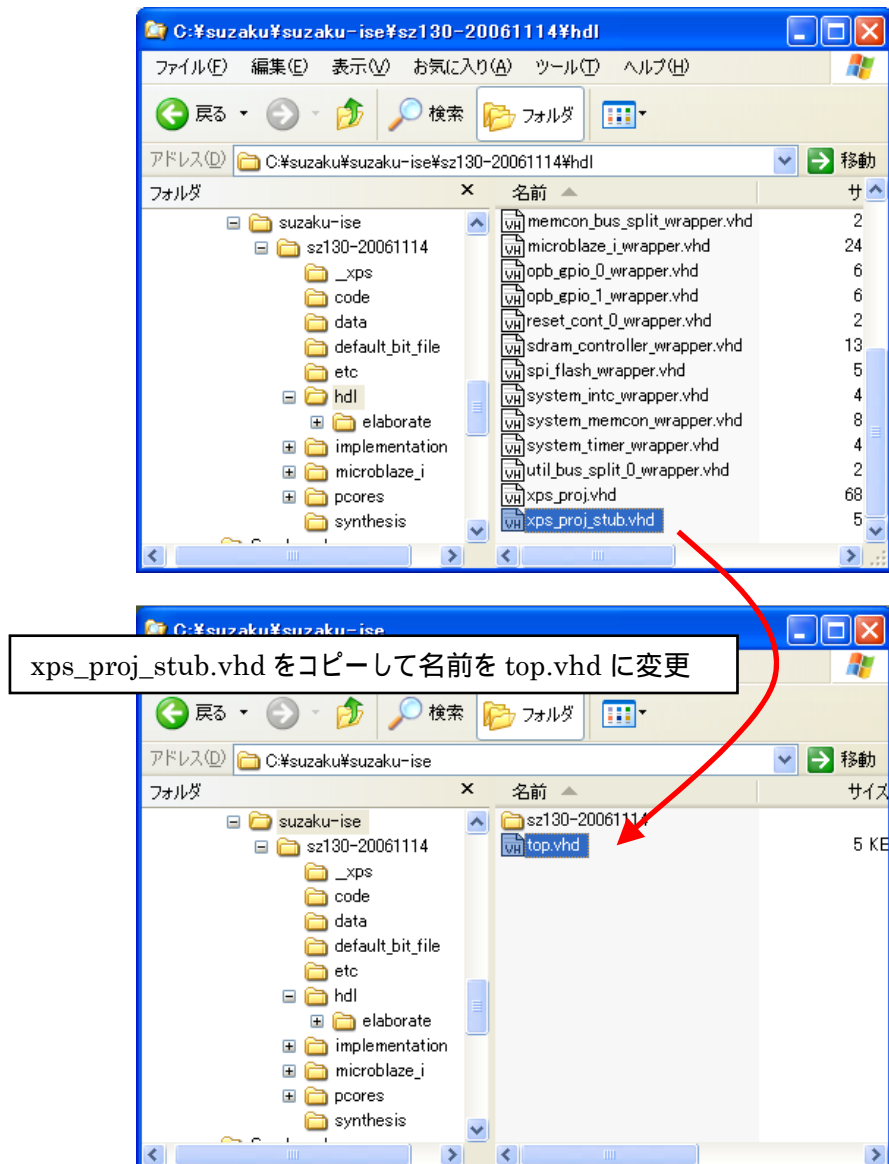 C:¥suzaku¥suzaku-ise¥sz130-20061114¥hdl
ファイル(F) 編集(E) 表示(V) お気に入り(A) ツール(T) ヘルプ(H)
戻る 検索 フォルダ
アドレス(D) C:¥suzaku¥suzaku-ise¥sz130-20061114¥hdl 移動
フォルダ × 名前 サ
suzaku-ise memcon_bus_split_wrapper.vhd 2
sz130-20061114 microblaze_i_wrapper.vhd 24
_xps opb_gpio_0_wrapper.vhd 6
code opb_gpio_1_wrapper.vhd 6
data reset_cont_0_wrapper.vhd 2
default_bit_file sdram_controller_wrapper.vhd 13
etc spi_flash_wrapper.vhd 5
hdl system_intc_wrapper.vhd 4
elaborate system_memcon_wrapper.vhd 8
implementation system_timer_wrapper.vhd 4
microblaze_i util_bus_split_0_wrapper.vhd 2
pcores xps_proj.vhd 68
synthesis xps_proj_stub.vhd 5
C:¥suzaku¥suzaku-ise
xps_proj_stub.vhd をコピーして名前を top.vhd に変更
戻る 検索 フォルダ
アドレス(D) C:¥suzaku¥suzaku-ise 移動
フォルダ × 名前 サイズ
suzaku-ise sz130-20061114
sz130-20061114 top.vhd 5 KB
_xps
code
data
default_bit_file
etc
hdl
elaborate
implementation
microblaze_i
pcores
synthesis